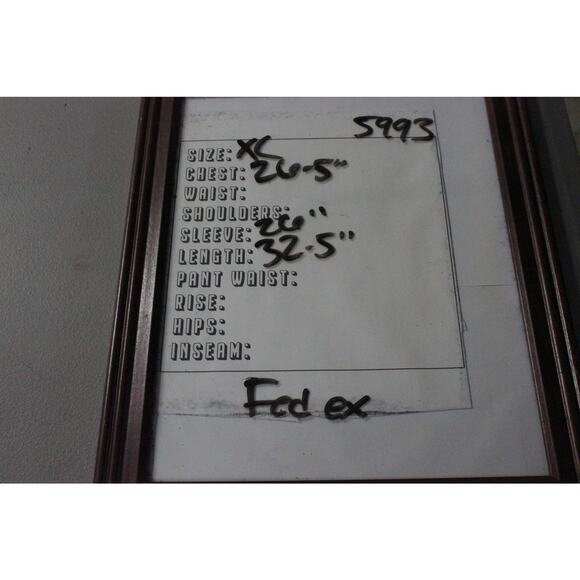 5993
SIZE: XL
CHEST: 26-5"
WAIST:
SHOULDERS:
SLEEVE: 26"
LENGTH: 32-5"
PANT WAIST:
RISE:
HIPS:
INSEAM:
Fed ex